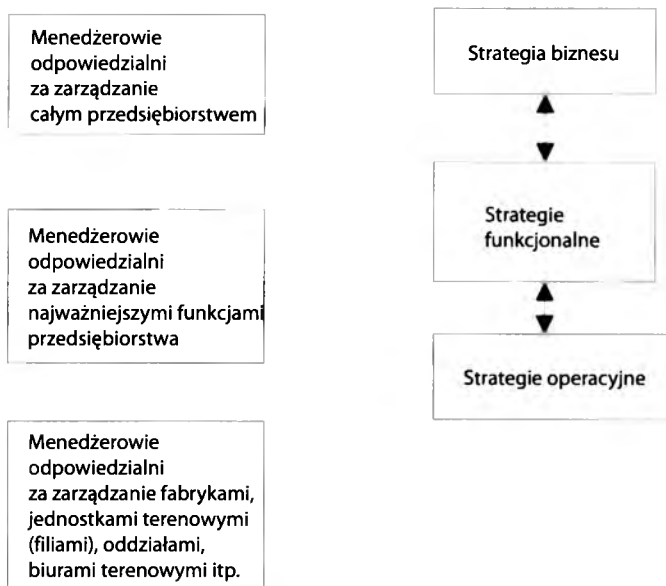 Menedżerowie
odpowiedzialni
za zarządzanie
całym przedsiębiorstwem
Strategia biznesu
Menedżerowie
odpowiedzialni
za zarządzanie
najważniejszymi funkcjami
przedsiębiorstwa
Strategie
funkcjonalne
Strategie operacyjne
Menedżerowie
odpowiedzialni
za zarządzanie fabrykami,
jednostkami terenowymi
(filiami), oddziałami,
biurami terenowymi itp.